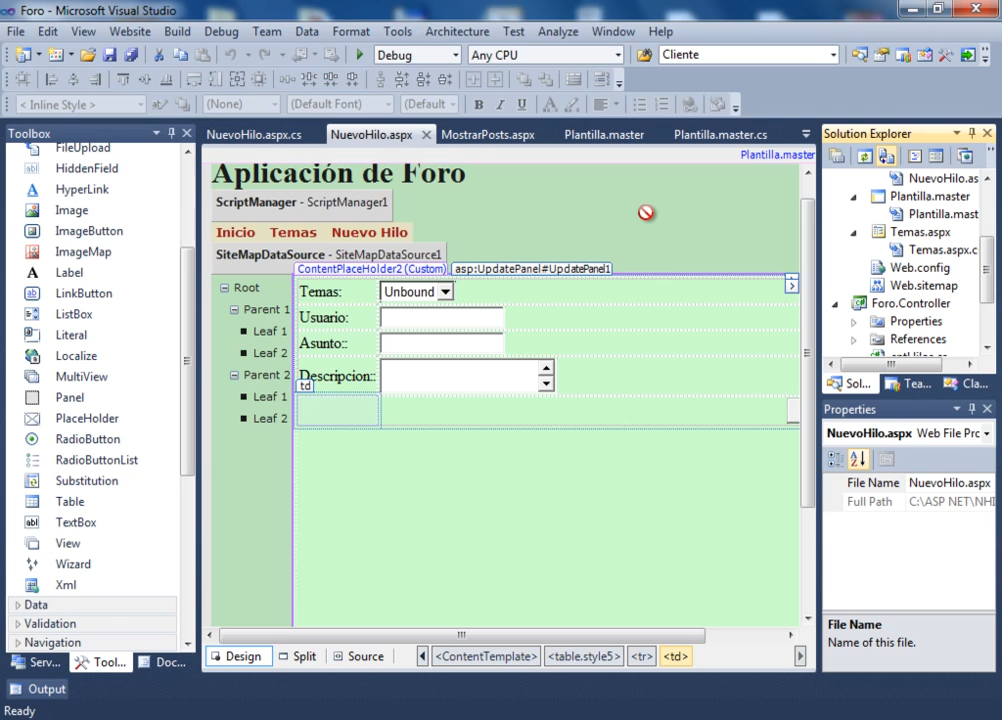 Foro - Microsoft Visual Studio
File Edit View Website Build Debug Team Data Format Tools Architecture Test Analyze Window Help
Debug Any CPU Cliente
< Inline Style > (None) (Default Font) (Default B I U A
Toolbox
FileUpload
HiddenField
HyperLink
Image
ImageButton
ImageMap
Label
LinkButton
ListBox
Literal
Localize
MultiView
Panel
PlaceHolder
RadioButton
RadioButtonList
Substitution
Table
TextBox
View
Wizard
Xml
Data
Validation
Navigation
Serv... Tool... Doc...
NuevoHilo.aspx.cs NuevoHilo.aspx MostrarPosts.aspx Plantilla.master Plantilla.master.cs
Plantilla.master
Aplicación de Foro
ScriptManager - ScriptManager1
Inicio Temas Nuevo Hilo
SiteMapDataSource - SiteMapDataSource1
ContentPlaceHolder2 (Custom) asp:UpdatePanel#UpdatePanel1
Root
Parent 1
Leaf 1
Leaf 2
Parent 2
Leaf 1
Leaf 2
Temas: Unbound
Usuario:
Asunto::
Descripcion::
td
Design Split Source <ContentTemplate> <table.style5> <tr> <td>
Solution Explorer
NuevoHilo.as
Plantilla.master
Plantilla.mast
Temas.aspx
Temas.aspx.c
Web.config
Web.sitemap
Foro.Controller
Properties
References
Sol... Tea... Cla...
Properties
NuevoHilo.aspx Web File Prc
File Name NuevoHilo.aspx
Full Path C:\ASP NET\NHI
File Name
Name of this file.
Output
Ready